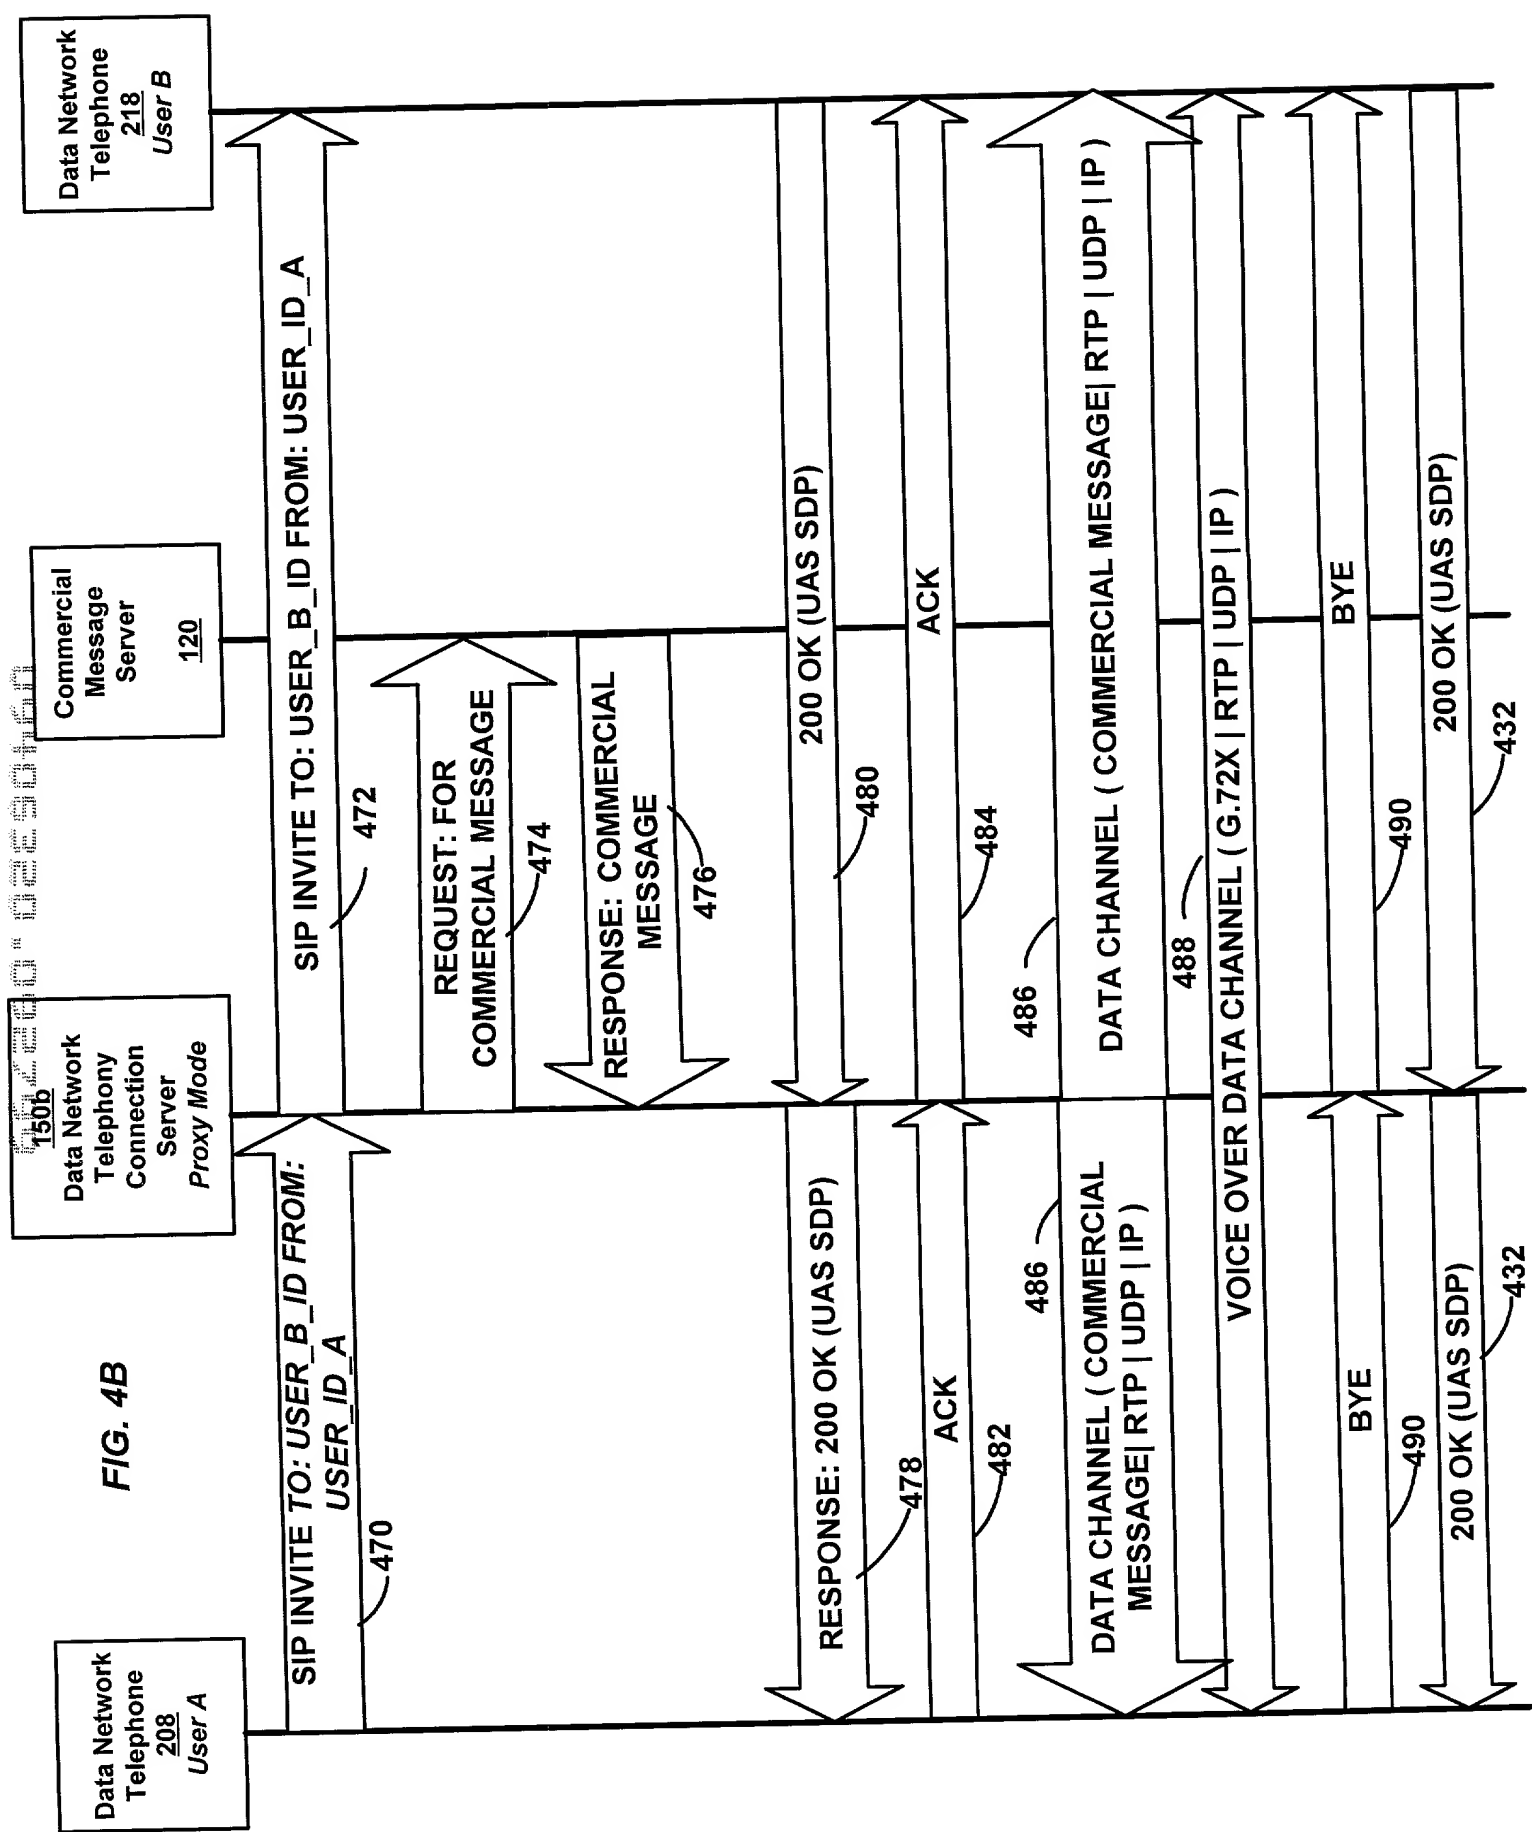 FIG. 4B
Data Network
Telephone
208
User A
150b
Data Network
Telephony
Connection
Server
Proxy Mode
Commercial
Message
Server
120
Data Network
Telephone
218
User B
SIP INVITE TO: USER_B_ID FROM:
USER_ID_A
470
SIP INVITE TO: USER_B_ID FROM: USER_ID_A
472
REQUEST: FOR
COMMERCIAL MESSAGE
474
RESPONSE: COMMERCIAL
MESSAGE
476
RESPONSE: 200 OK (UAS SDP)
478
200 OK (UAS SDP)
480
ACK
482
ACK
484
486
DATA CHANNEL ( COMMERCIAL
MESSAGE| RTP | UDP | IP )
486
DATA CHANNEL ( COMMERCIAL MESSAGE| RTP | UDP | IP )
488
VOICE OVER DATA CHANNEL ( G.72X | RTP | UDP | IP )
BYE
490
BYE
490
200 OK (UAS SDP)
432
200 OK (UAS SDP)
432